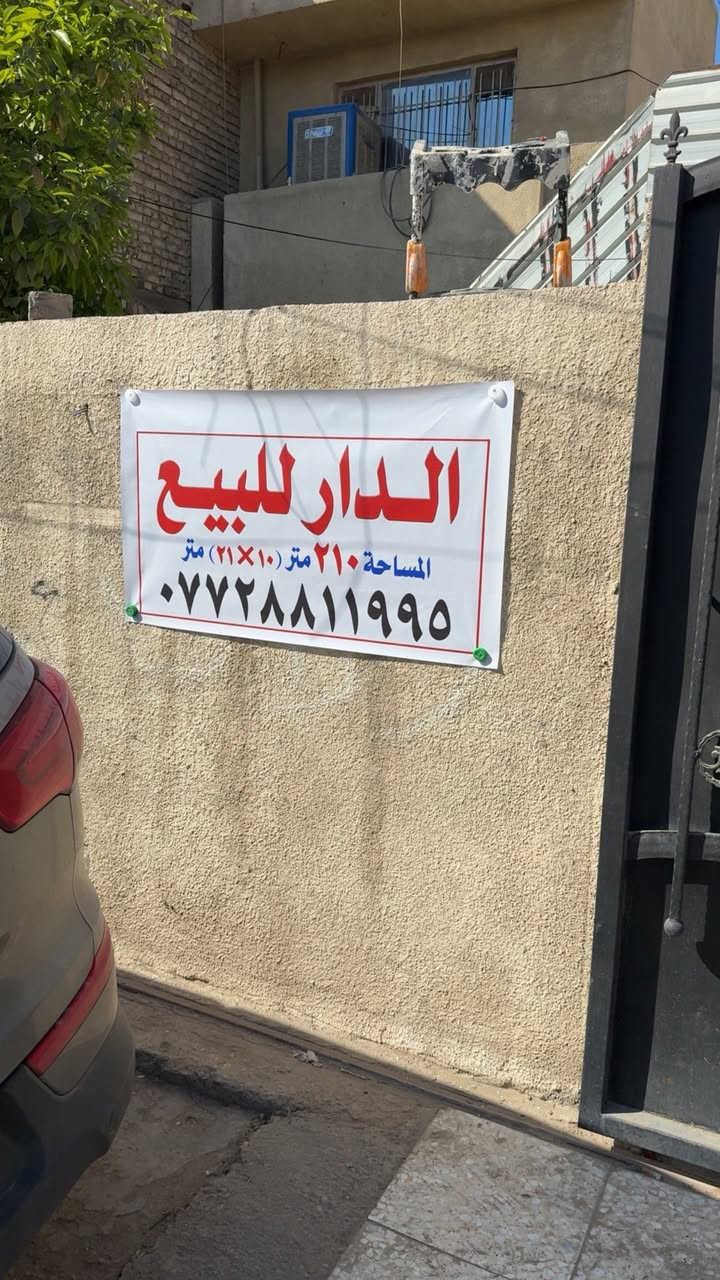 الدار للبيع
المساحة ٢١٠ متر (١٠×٢١) متر
٠٧٧٢٨٨١١٩٩٥